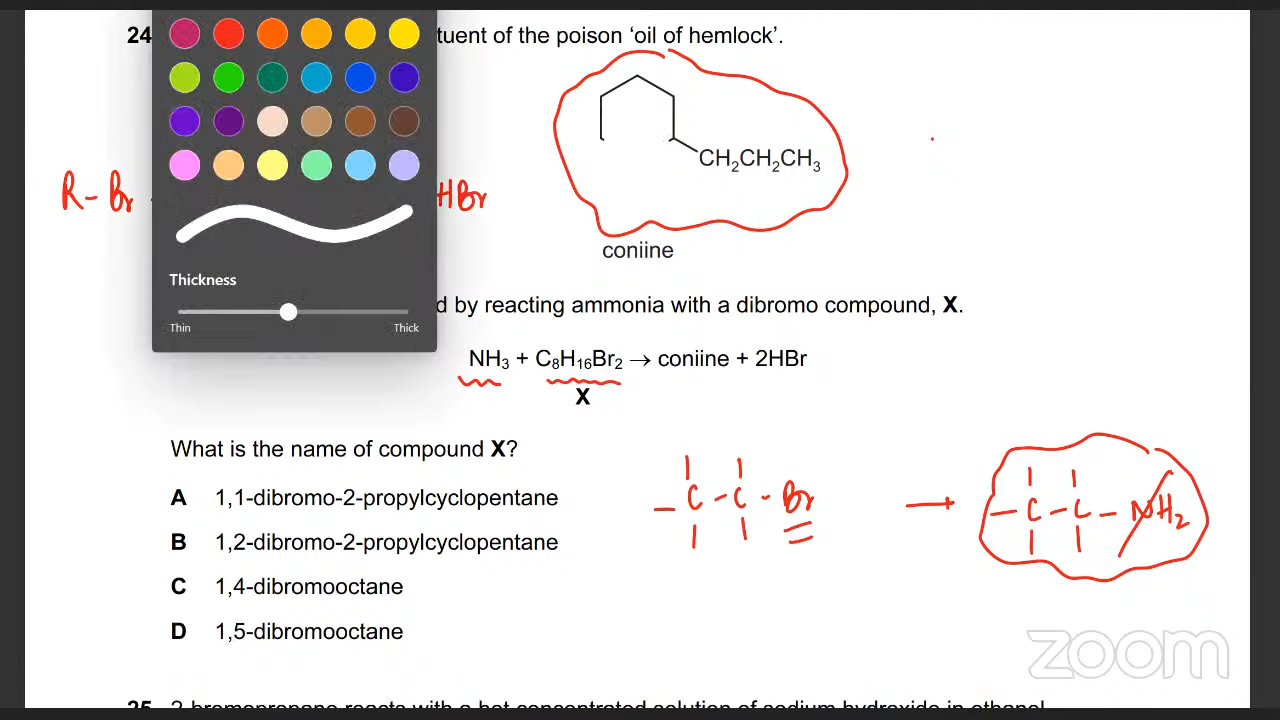 24
tuent of the poison ‘oil of hemlock’.
CH₂CH₂CH₃
R - Br
HBr
coniine
Thickness
Thin Thick
d by reacting ammonia with a dibromo compound, X.
NH₃ + C₈H₁₆Br₂ → coniine + 2HBr
X
What is the name of compound X?
A 1,1-dibromo-2-propylcyclopentane
B 1,2-dibromo-2-propylcyclopentane
C 1,4-dibromooctane
D 1,5-dibromooctane
- C - C - Br → - C - C - NH₂
zoom